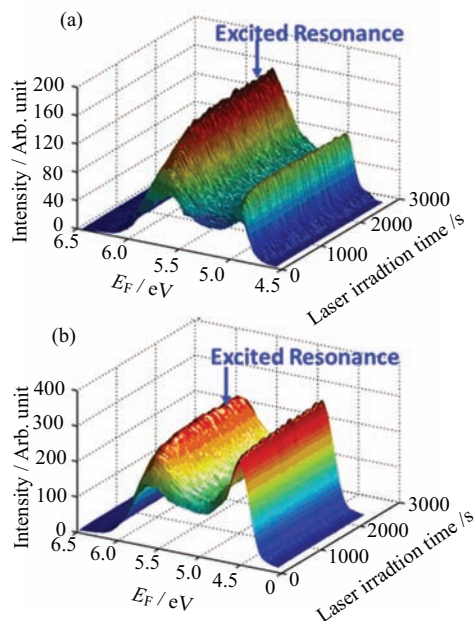 (a)
Excited Resonance
Intensity / Arb. unit
200
160
120
80
40
0
6.5
6.0
5.5
5.0
4.5
E_F / eV
0
1000
2000
3000
Laser irradtion time /s
(b)
Excited Resonance
Intensity / Arb. unit
400
300
200
100
0
6.5
6.0
5.5
5.0
4.5
E_F / eV
0
1000
2000
3000
Laser irradtion time /s